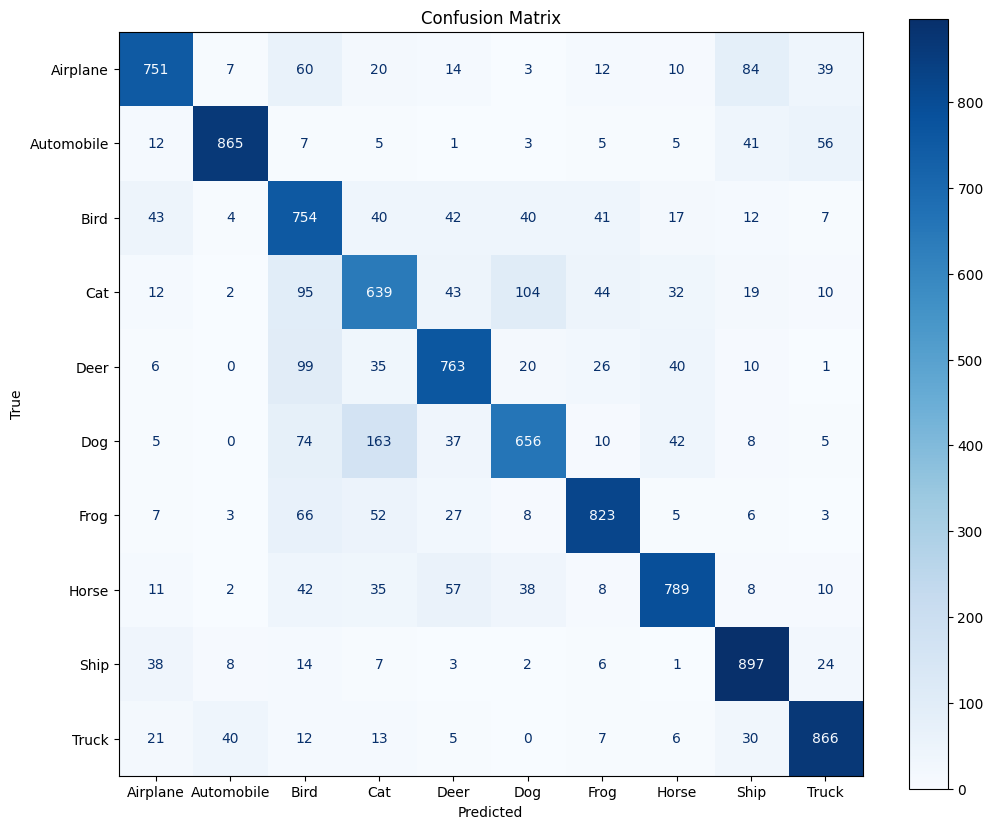 Confusion Matrix
Airplane 751 7 60 20 14 3 12 10 84 39
Automobile 12 865 7 5 1 3 5 5 41 56
Bird 43 4 754 40 42 40 41 17 12 7
Cat 12 2 95 639 43 104 44 32 19 10
Deer 6 0 99 35 763 20 26 40 10 1
Dog 5 0 74 163 37 656 10 42 8 5
Frog 7 3 66 52 27 8 823 5 6 3
Horse 11 2 42 35 57 38 8 789 8 10
Ship 38 8 14 7 3 2 6 1 897 24
Truck 21 40 12 13 5 0 7 6 30 866
Airplane Automobile Bird Cat Deer Dog Frog Horse Ship Truck
Predicted
True
800
700
600
500
400
300
200
100
0